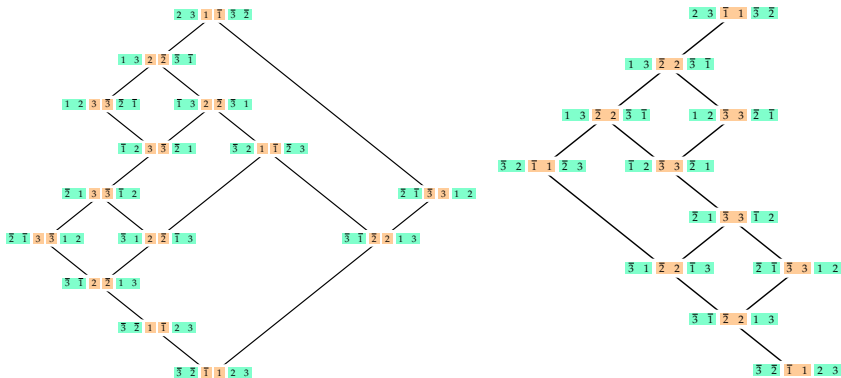 2 3 1 1̅ 3̅ 2̅
1 3 2 2̅ 3̅ 1̅
1 2 3 3̅ 2̅ 1̅
1̅ 3 2 2̅ 3̅ 1
1̅ 2 3 3̅ 2̅ 1
3̅ 2 1 1̅ 2̅ 3
2̅ 1 3 3̅ 1̅ 2
2̅ 1̅ 3̅ 3 1 2
2̅ 1̅ 3 3̅ 1 2
3̅ 1 2 2̅ 1̅ 3
3̅ 1̅ 2̅ 2 1 3
3̅ 1̅ 2 2̅ 1 3
3̅ 2̅ 1 1̅ 2 3
3̅ 2̅ 1̅ 1 2 3
2 3 1̅ 1 3̅ 2̅
1 3 2̅ 2 3̅ 1̅
1 3 2̅ 2 3̅ 1̅
1 2 3̅ 3 2̅ 1̅
3̅ 2 1̅ 1 2̅ 3
1̅ 2 3̅ 3 2̅ 1
2̅ 1 3̅ 3 1̅ 2
3̅ 1 2̅ 2 1̅ 3
2̅ 1̅ 3̅ 3 1 2
3̅ 1̅ 2̅ 2 1 3
3̅ 2̅ 1̅ 1 2 3